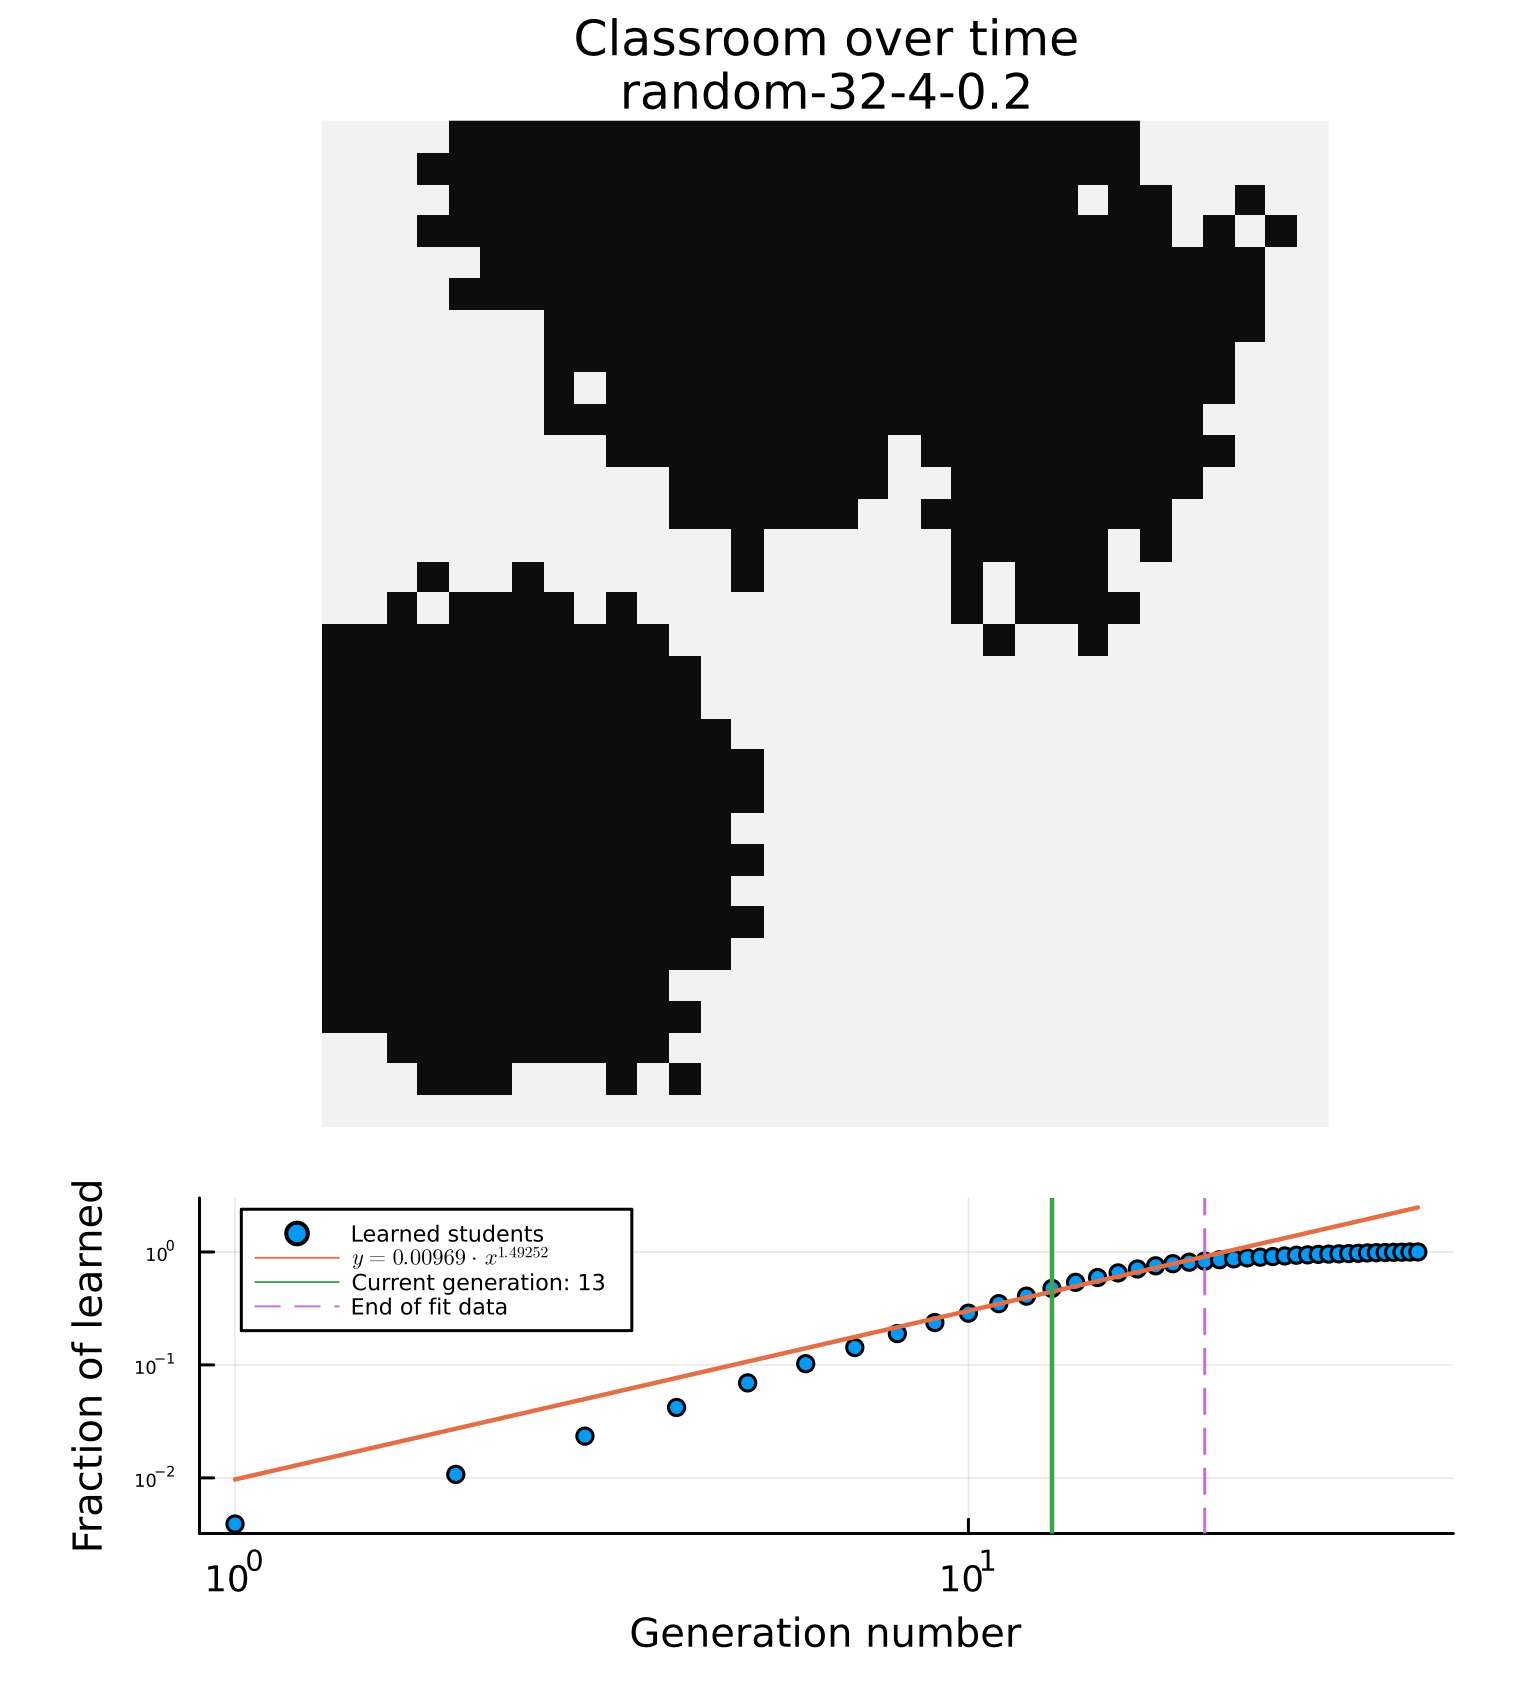 Classroom over time
random-32-4-0.2
Fraction of learned
Learned students
y = 0.00969 · x^1.49252
Current generation: 13
End of fit data
10^0
10^-1
10^-2
10^0
10^1
Generation number